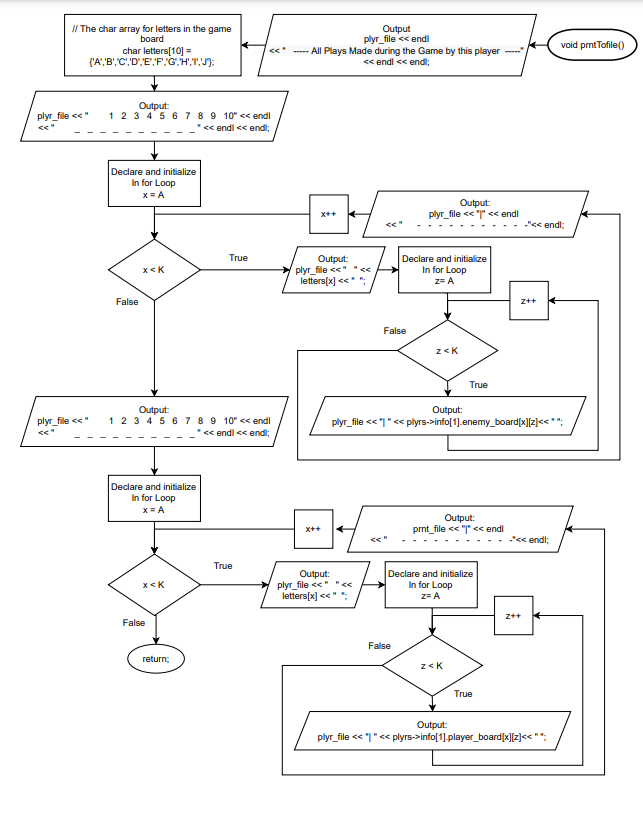 void prntTofile()
Output
plyr_file << endl
<< " ----- All Plays Made during the Game by this player -----"
<< endl << endl;
// The char array for letters in the game
board
char letters[10] =
{'A','B','C','D','E','F','G','H','I','J'};
Output:
plyr_file << " 1 2 3 4 5 6 7 8 9 10" << endl
<< " _ _ _ _ _ _ _ _ _ _ " << endl << endl;
Declare and initialize
In for Loop
x = A
x < K
True
False
Output:
plyr_file << " " <<
letters[x] << " ";
Declare and initialize
In for Loop
z= A
z < K
True
Output:
plyr_file << "| " << plyrs->info[1].enemy_board[x][z]<< " ";
z++
False
Output:
plyr_file << "|" << endl
<< " - - - - - - - - - - -"<< endl;
x++
Output:
plyr_file << " 1 2 3 4 5 6 7 8 9 10" << endl
<< " _ _ _ _ _ _ _ _ _ _ " << endl << endl;
Declare and initialize
In for Loop
x = A
x < K
True
False
return;
Output:
plyr_file << " " <<
letters[x] << " ";
Declare and initialize
In for Loop
z= A
z < K
True
Output:
plyr_file << "| " << plyrs->info[1].player_board[x][z]<< " ";
z++
False
Output:
prnt_file << "|" << endl
<< " - - - - - - - - - - -"<< endl;
x++